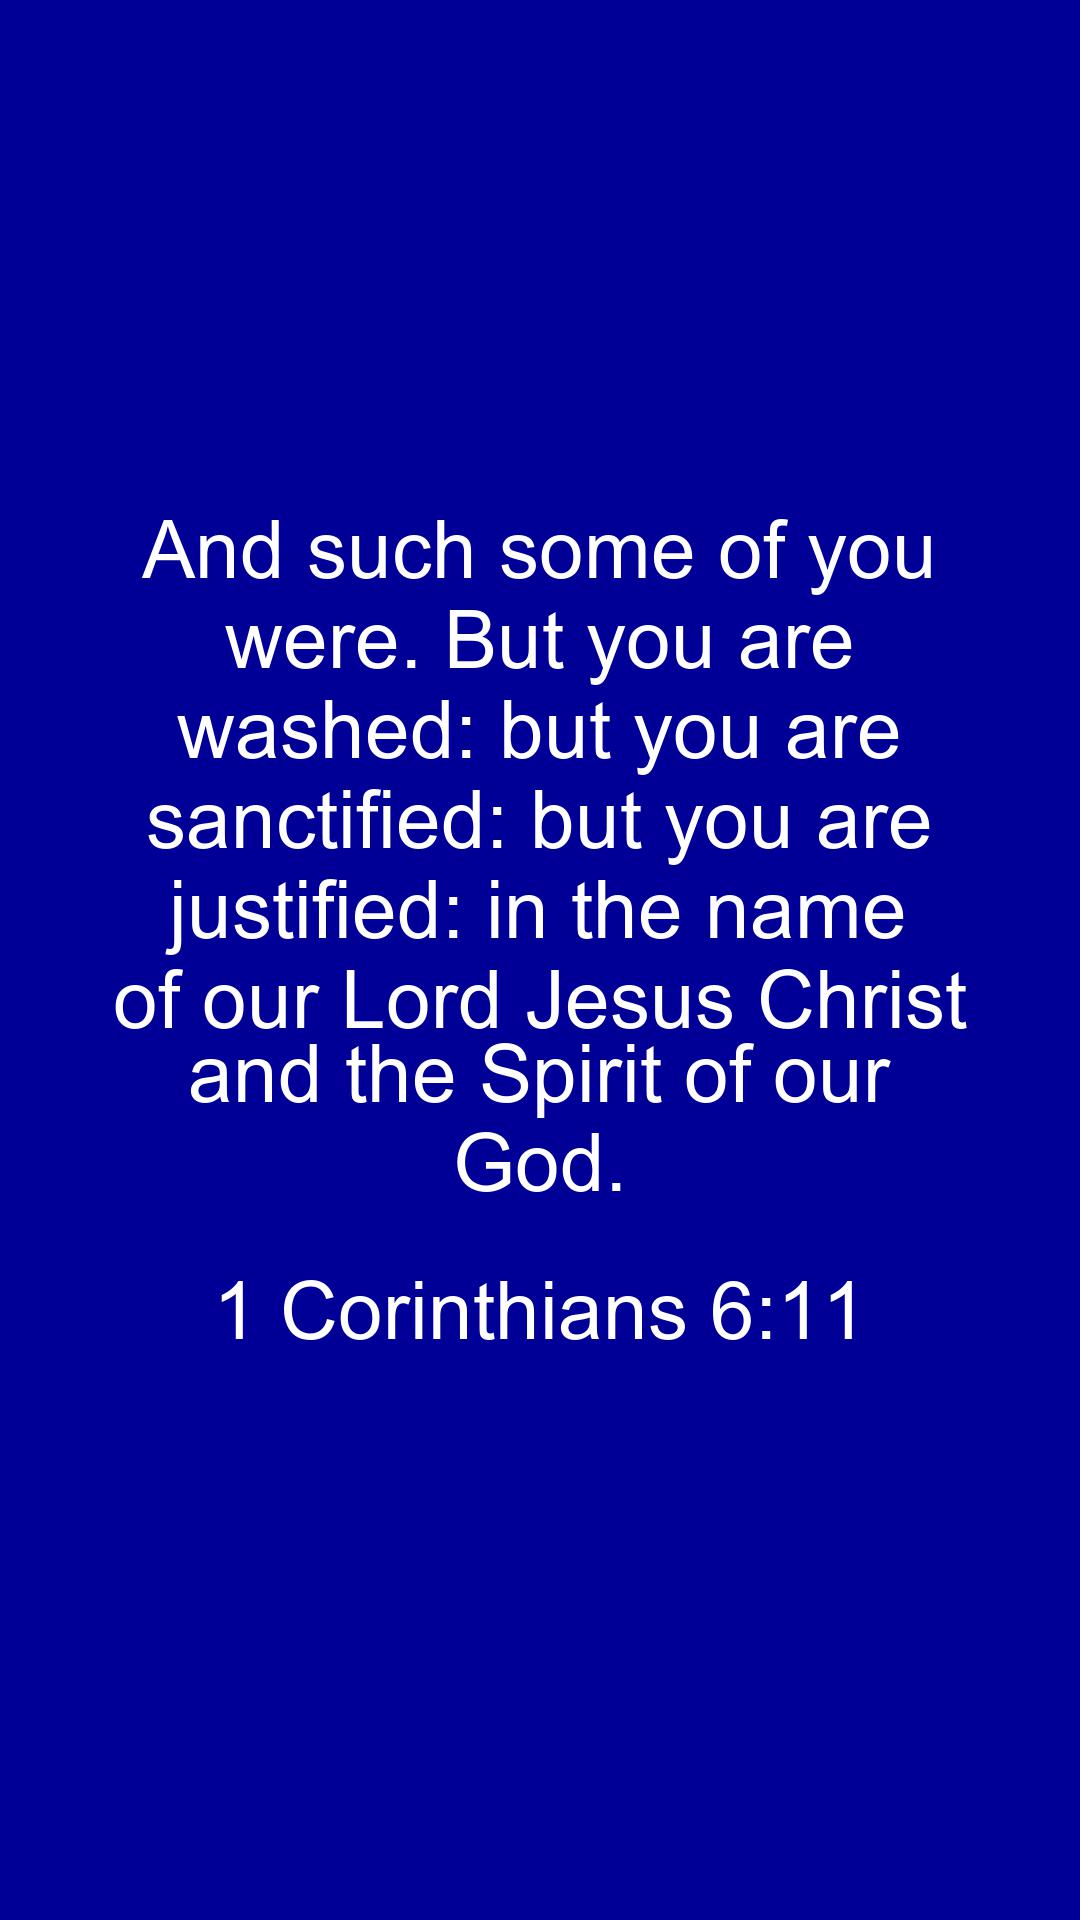 And such some of you
were. But you are
washed: but you are
sanctified: but you are
justified: in the name
of our Lord Jesus Christ
and the Spirit of our
God.
1 Corinthians 6:11